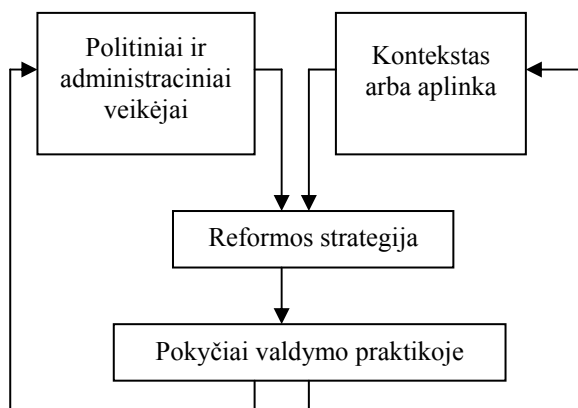 Politiniai ir
administraciniai
veikėjai
Kontekstas
arba aplinka
Reformos strategija
Pokyčiai valdymo praktikoje